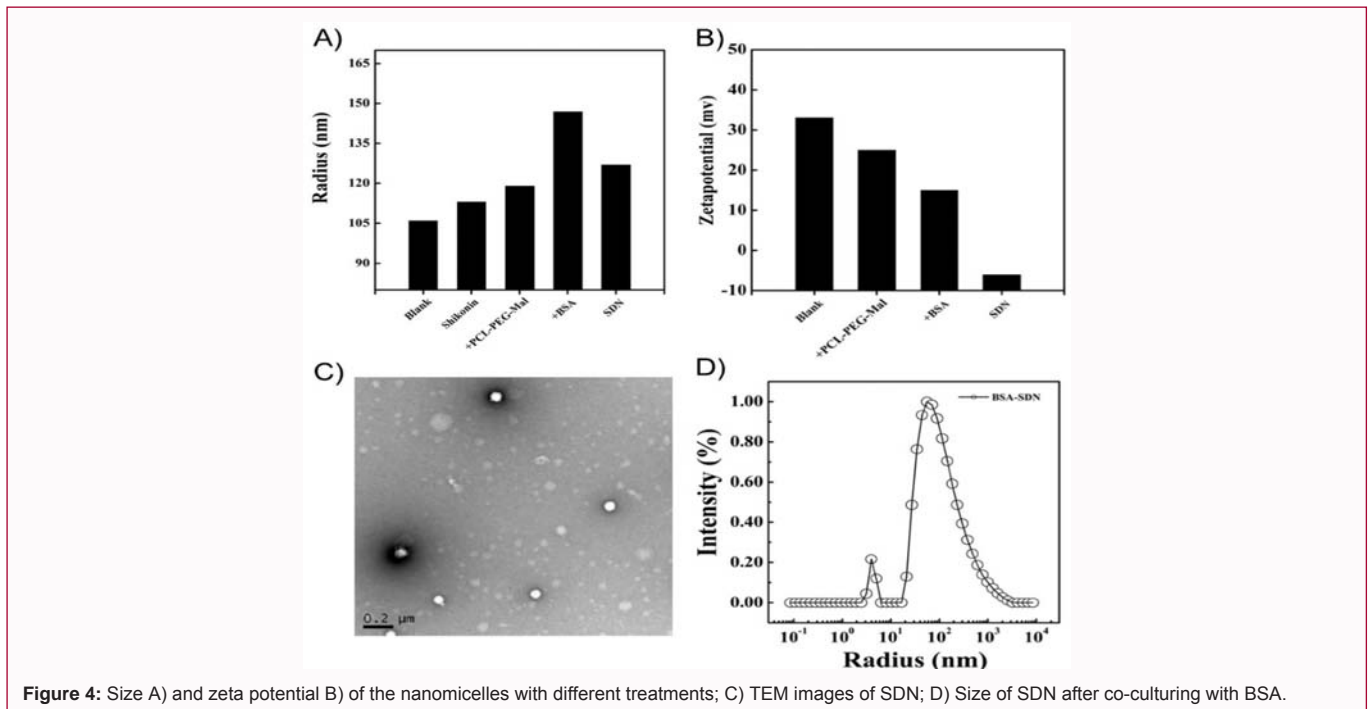 A)
165
150
135
120
105
90
Radius (nm)
Blank
Shikonin
+PCL-PEG-Mal
+BSA
SDN
B)
50
40
30
20
10
0
-10
Zetapotential (mv)
Blank
+PCL-PEG-Mal
+BSA
SDN
C)
0.2 μm
D)
BSA-SDN
1.00
0.80
0.60
0.40
0.20
0.00
Intensity (%)
10⁻¹ 10⁰ 10¹ 10² 10³ 10⁴
Radius (nm)
Figure 4: Size A) and zeta potential B) of the nanomicelles with different treatments; C) TEM images of SDN; D) Size of SDN after co-culturing with BSA.